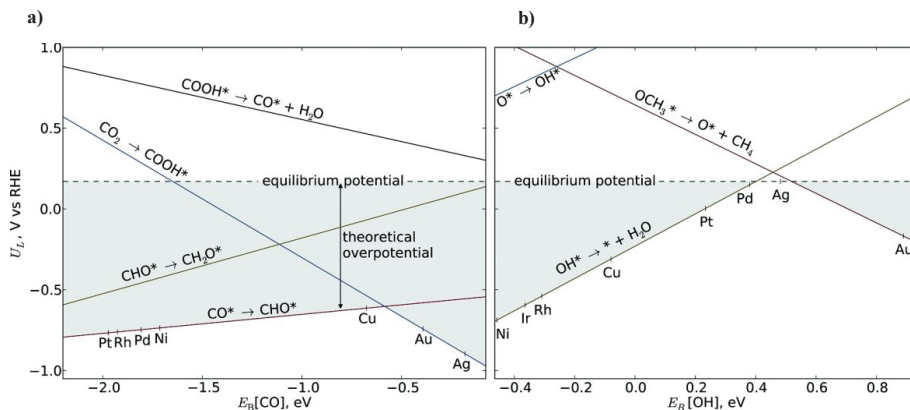 a)
b)
1.0
0.5
0.0
−0.5
−1.0
U_L, V vs RHE
COOH* → CO* + H₂O
CO₂ → COOH*
equilibrium potential
theoretical
overpotential
CHO* → CH₂O*
CO* → CHO*
Pt
Rh
Pd
Ni
Cu
Au
Ag
−2.0
−1.5
−1.0
−0.5
E_B[CO], eV
O* → OH*
OCH₃* → O* + CH₄
equilibrium potential
OH* → * + H₂O
Ni
Ir
Rh
Cu
Pt
Pd
Ag
Au
−0.4
−0.2
0.0
0.2
0.4
0.6
0.8
E_B[OH], eV